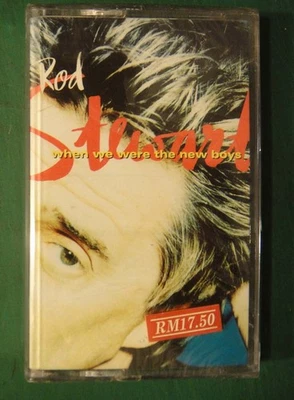 Rod
Stewart
when we were the new boys
RM17.50